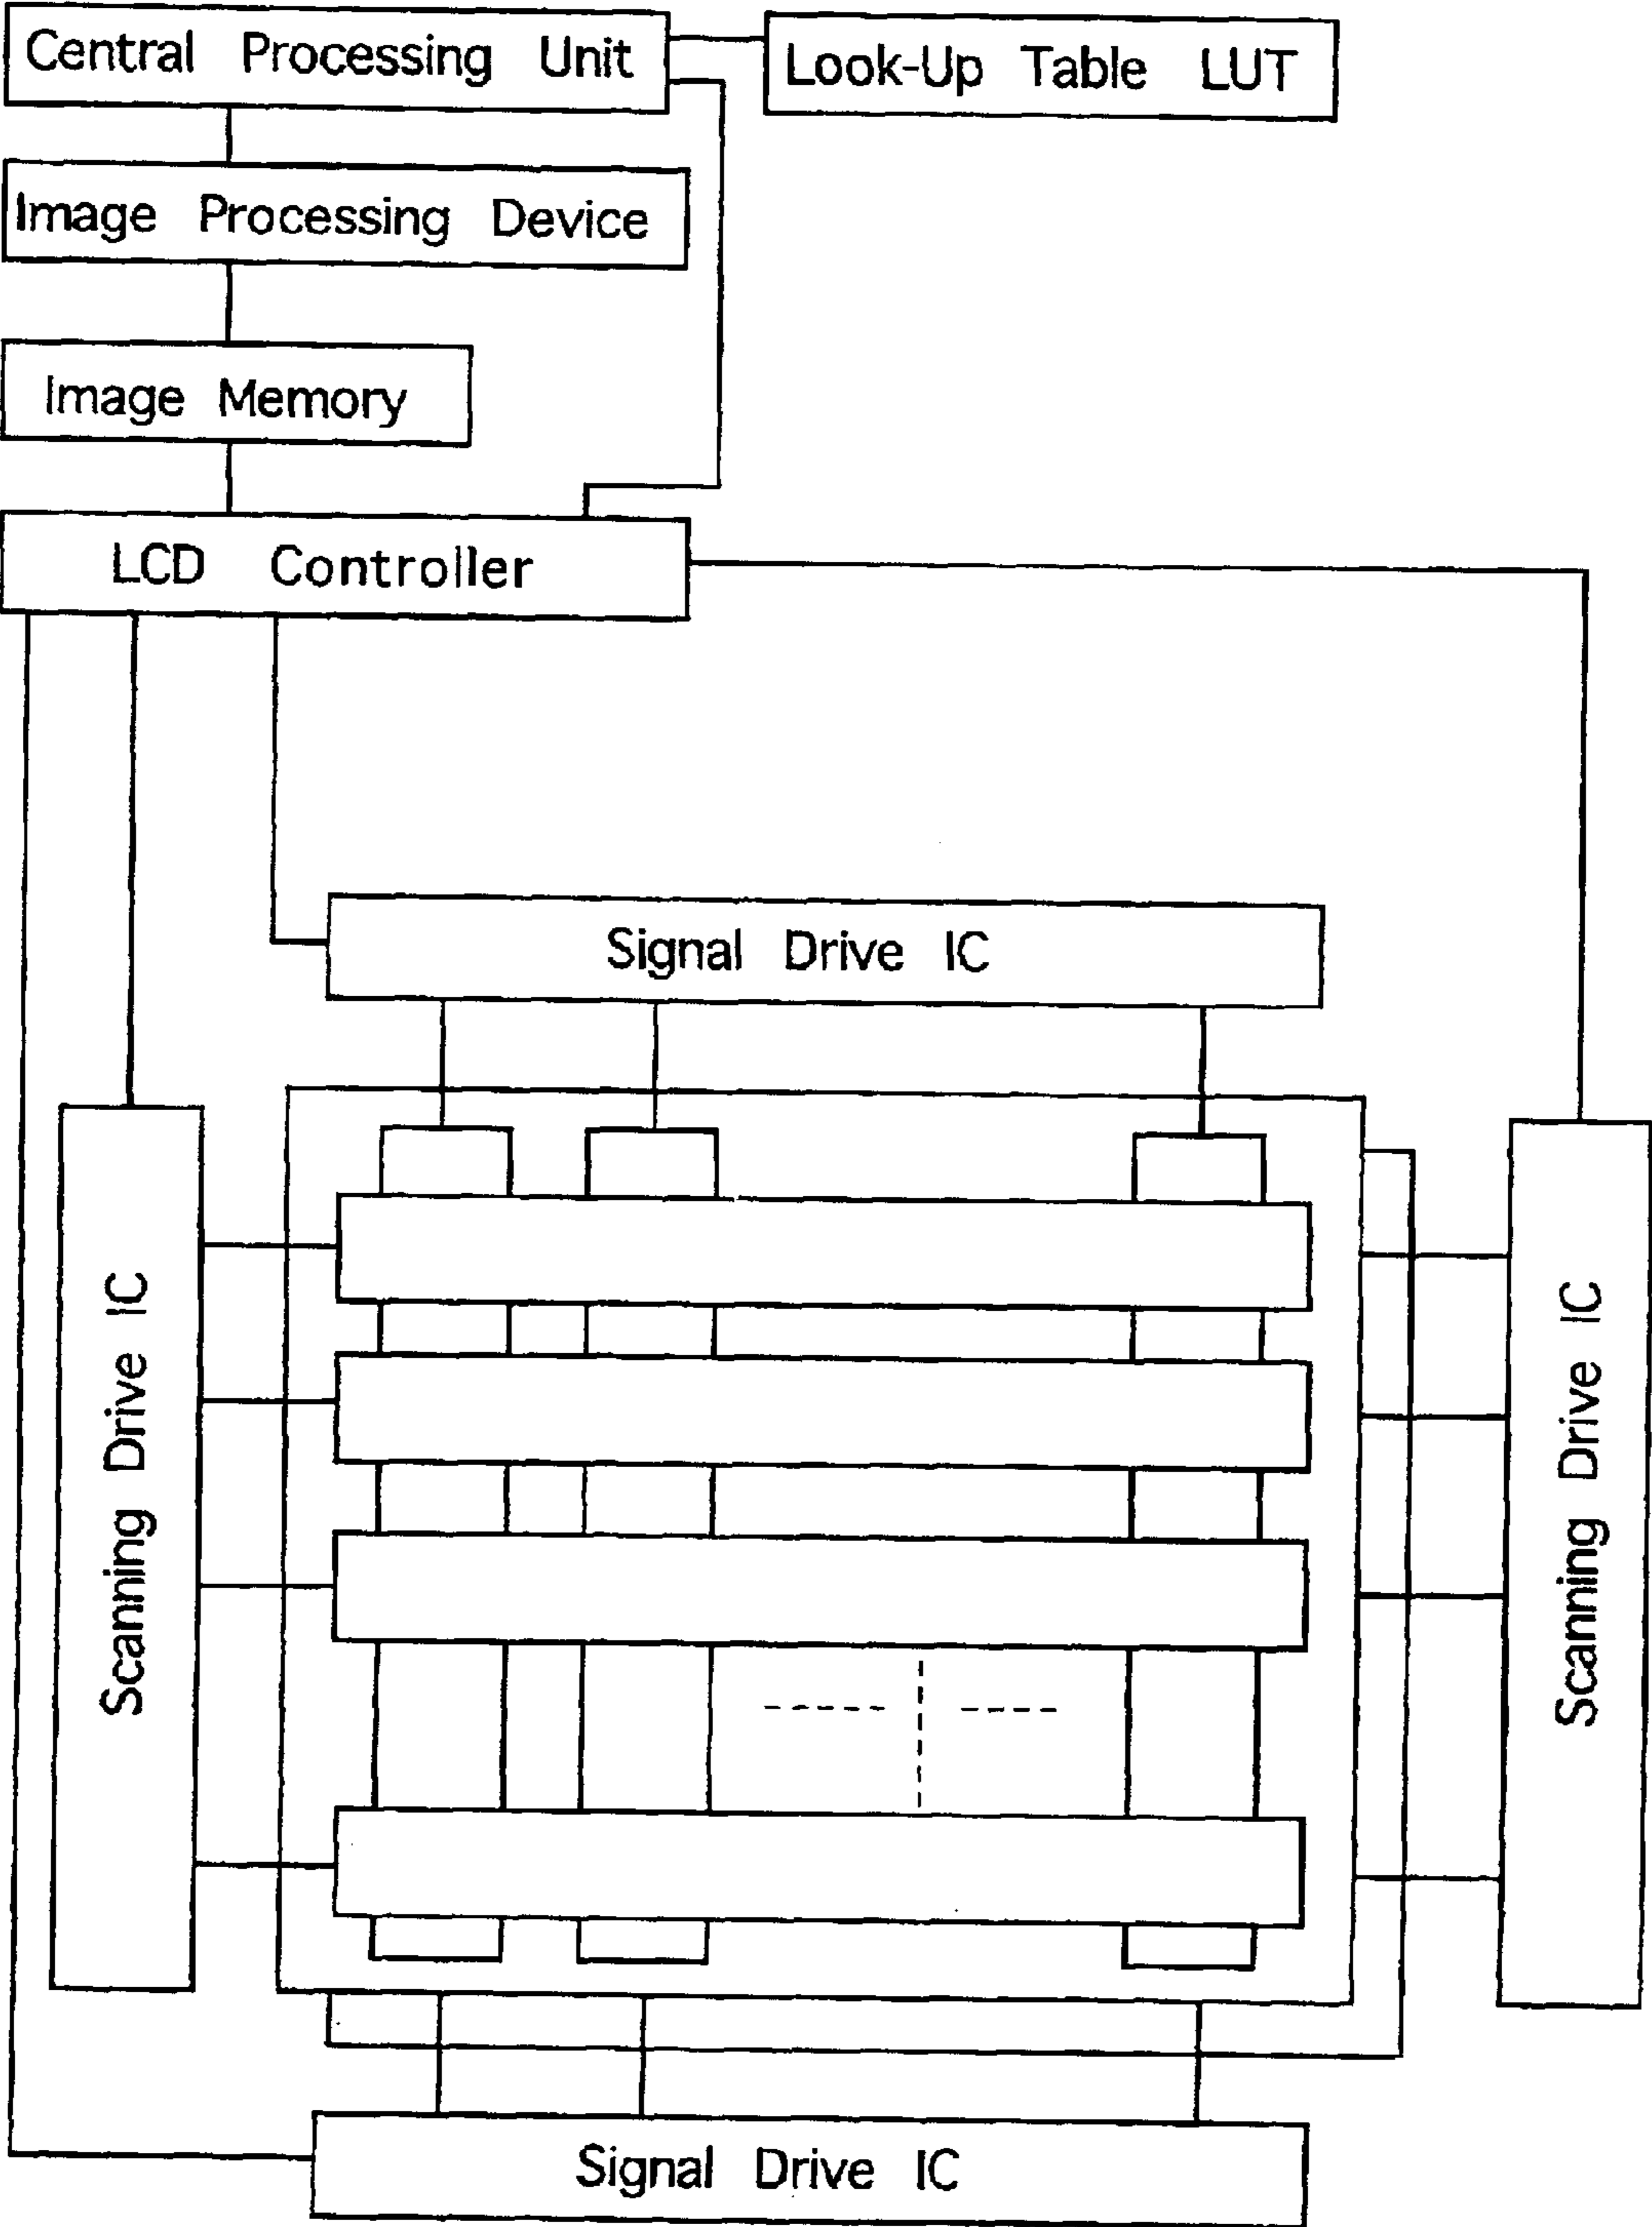 Central Processing Unit
Look-Up Table LUT
Image Processing Device
Image Memory
LCD Controller
Signal Drive IC
Scanning Drive IC
Scanning Drive IC
Signal Drive IC